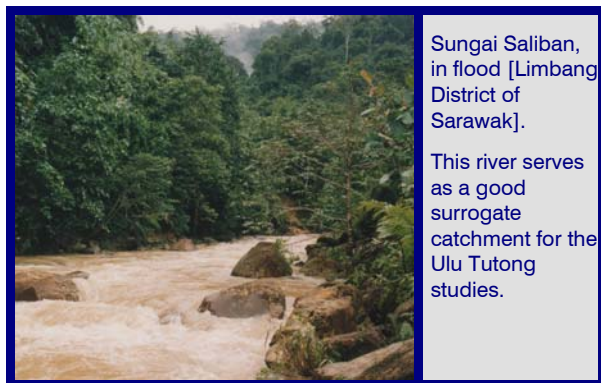 Sungai Saliban,
in flood [Limbang
District of
Sarawak].
This river serves
as a good
surrogate
catchment for the
Ulu Tutong
studies.